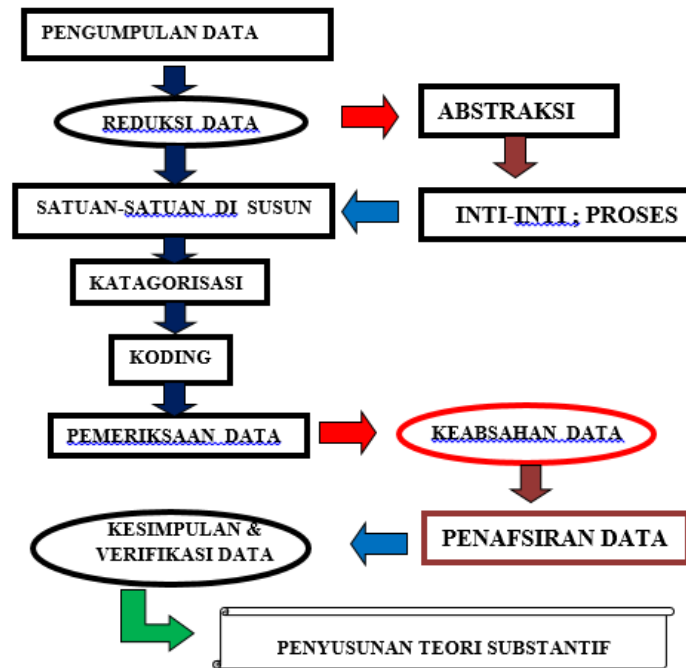 PENGUMPULAN DATA
REDUKSI DATA
ABSTRAKSI
SATUAN-SATUAN DI SUSUN
INTI-INTI ; PROSES
KATAGORISASI
KODING
PEMERIKSAAN DATA
KEABSAHAN DATA
KESIMPULAN &
VERIFIKASI DATA
PENAFSIRAN DATA
PENYUSUNAN TEORI SUBSTANTIF